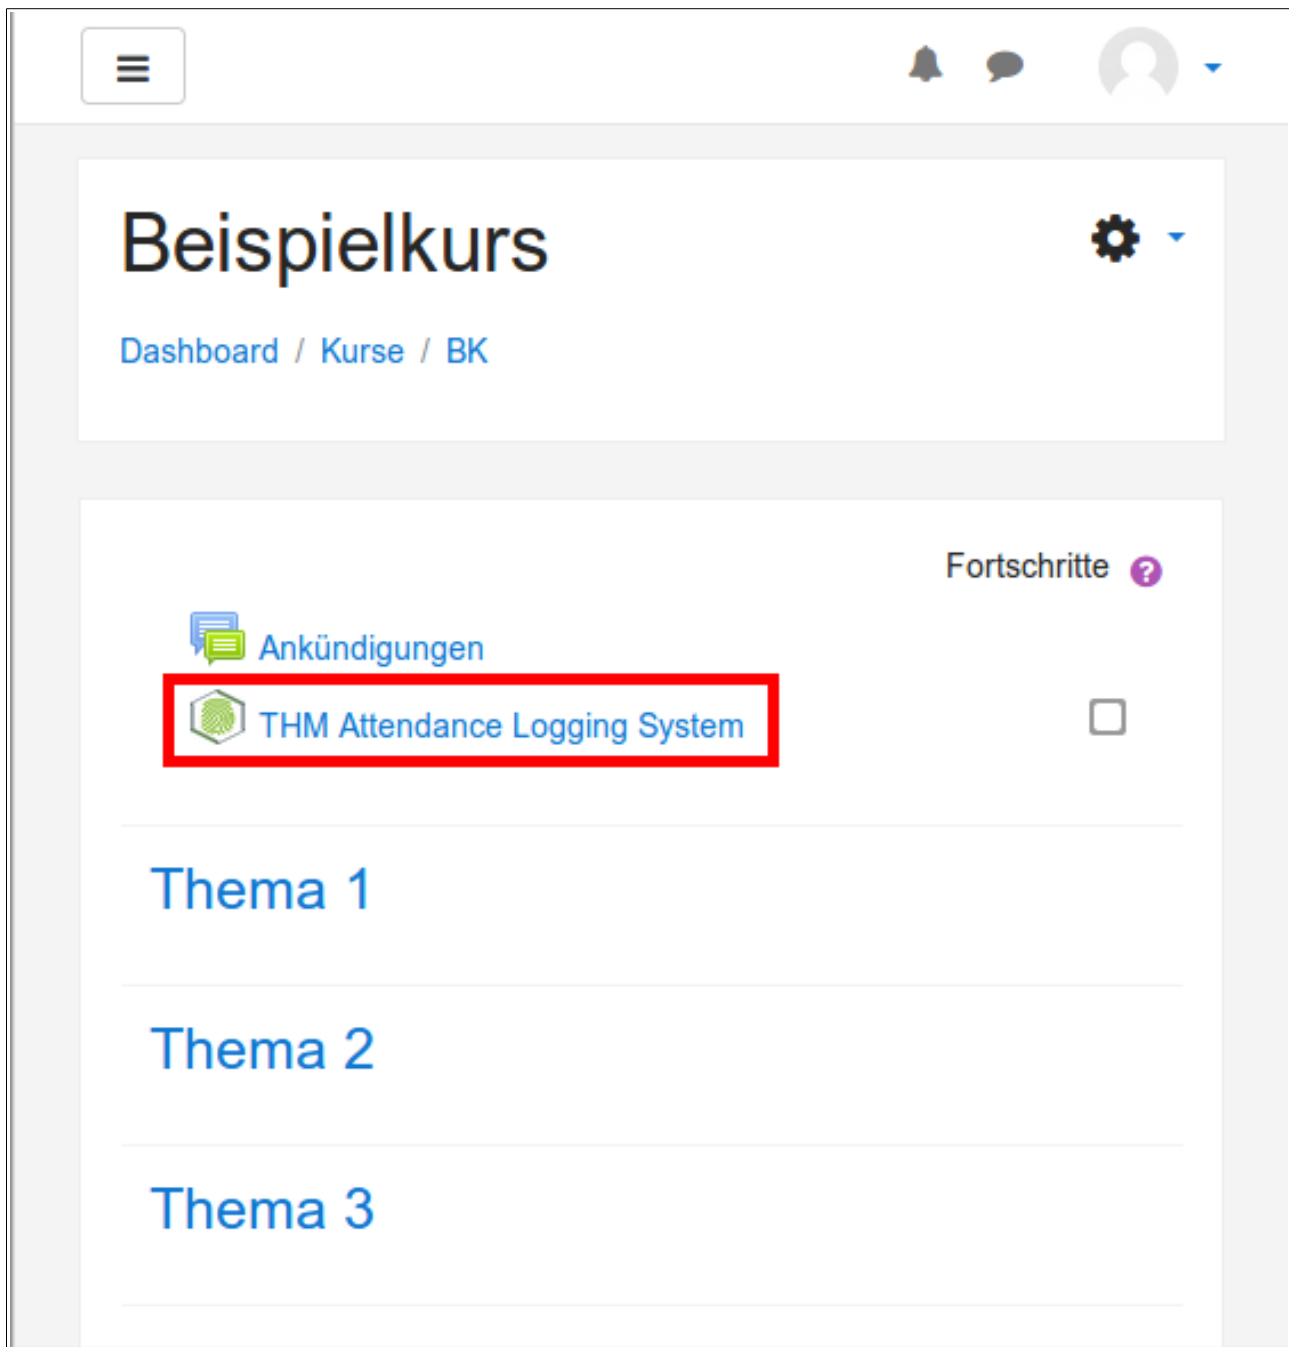 Beispielkurs
Dashboard / Kurse / BK
Fortschritte
Ankündigungen
THM Attendance Logging System
Thema 1
Thema 2
Thema 3